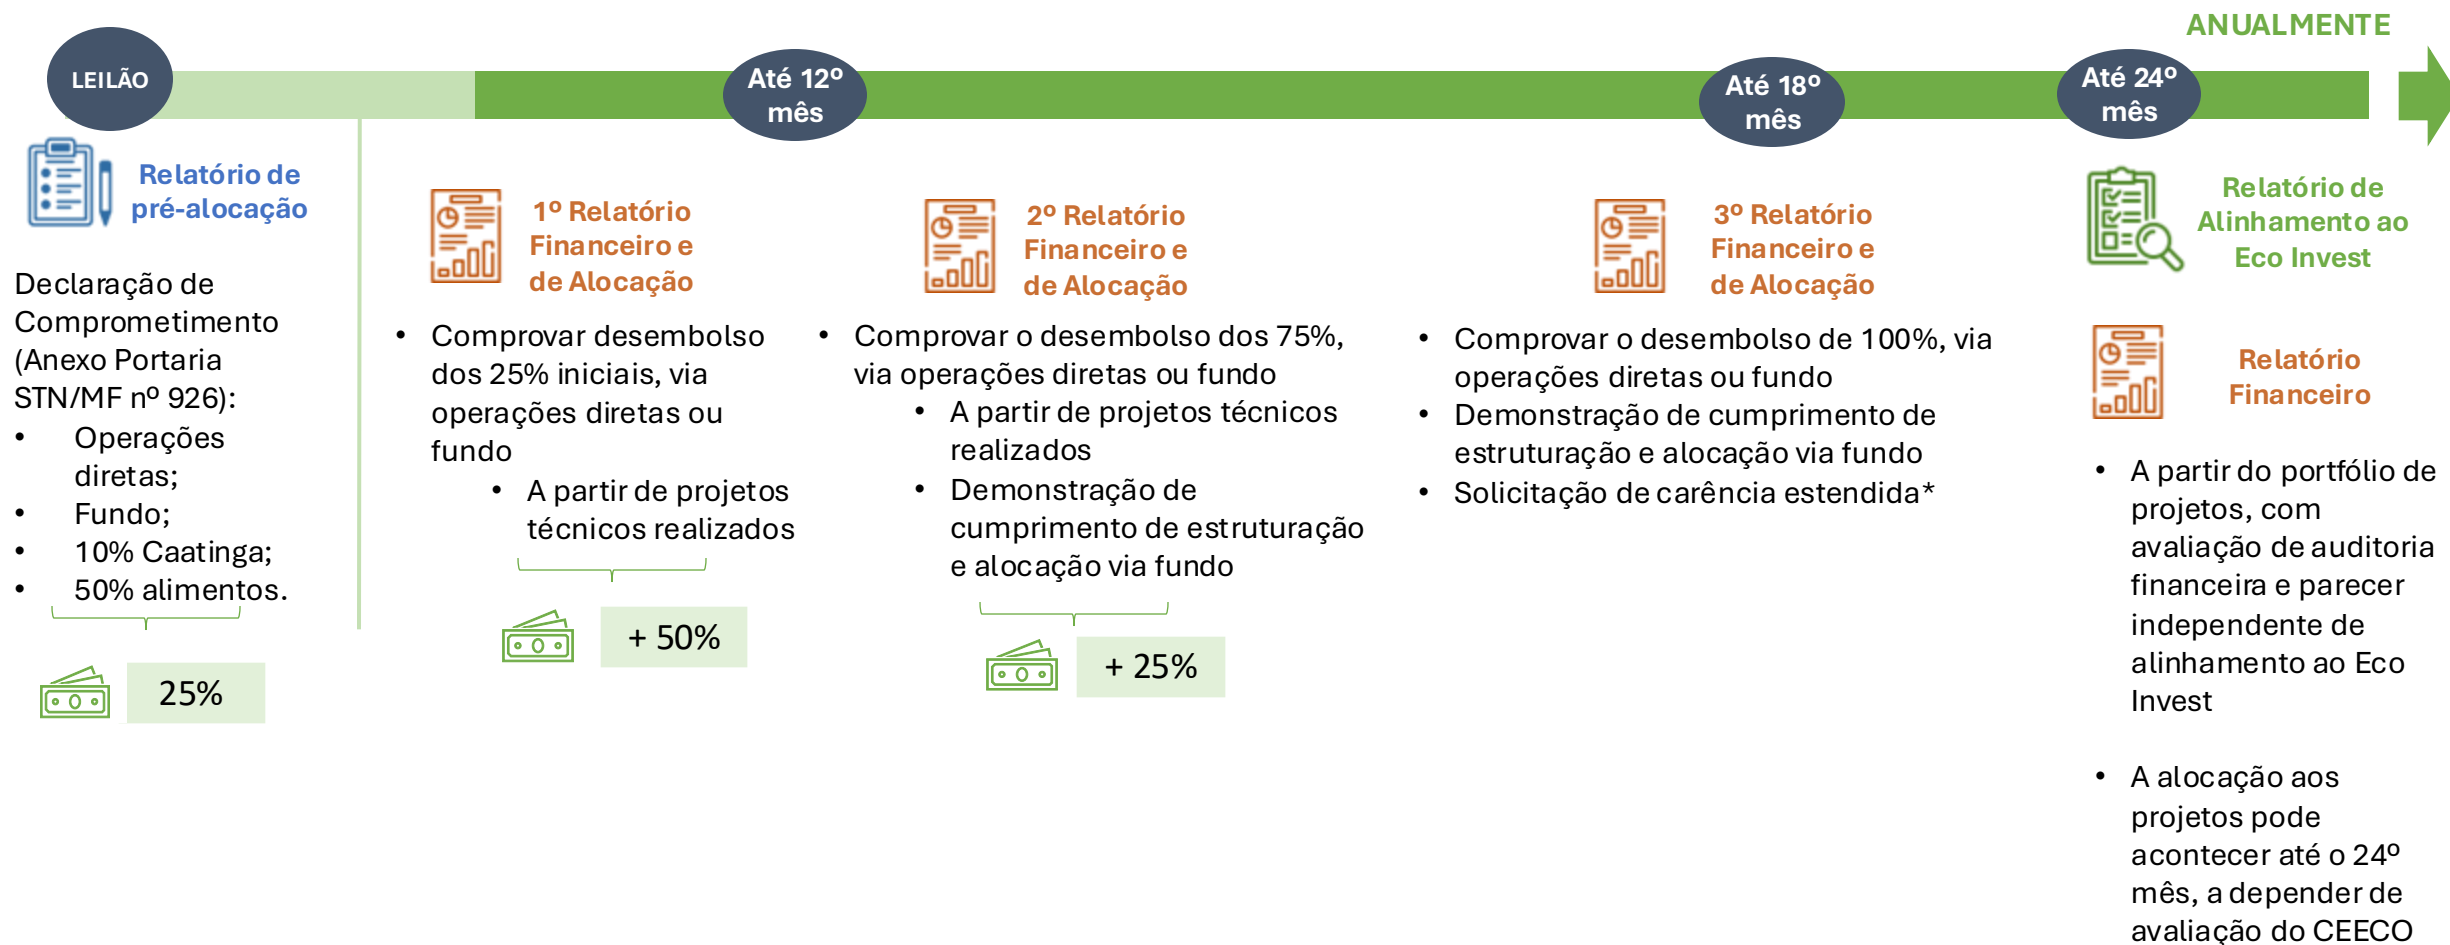 ANUALMENTE
LEILÃO
Até 12º
mês
Até 18º
mês
Até 24º
mês
Relatório de
pré-alocação
Declaração de
Comprometimento
(Anexo Portaria
STN/MF nº 926):
• Operações
diretas;
• Fundo;
• 10% Caatinga;
• 50% alimentos.
25%
1º Relatório
Financeiro e
de Alocação
• Comprovar desembolso
dos 25% iniciais, via
operações diretas ou
fundo
• A partir de projetos
técnicos realizados
+ 50%
2º Relatório
Financeiro e
de Alocação
• Comprovar o desembolso dos 75%,
via operações diretas ou fundo
• A partir de projetos técnicos
realizados
• Demonstração de
cumprimento de estruturação
e alocação via fundo
+ 25%
3º Relatório
Financeiro e
de Alocação
• Comprovar o desembolso de 100%, via
operações diretas ou fundo
• Demonstração de cumprimento de
estruturação e alocação via fundo
• Solicitação de carência estendida*
Relatório de
Alinhamento ao
Eco Invest
Relatório
Financeiro
• A partir do portfólio de
projetos, com
avaliação de auditoria
financeira e parecer
independente de
alinhamento ao Eco
Invest
• A alocação aos
projetos pode
acontecer até o 24º
mês, a depender de
avaliação do CEECO